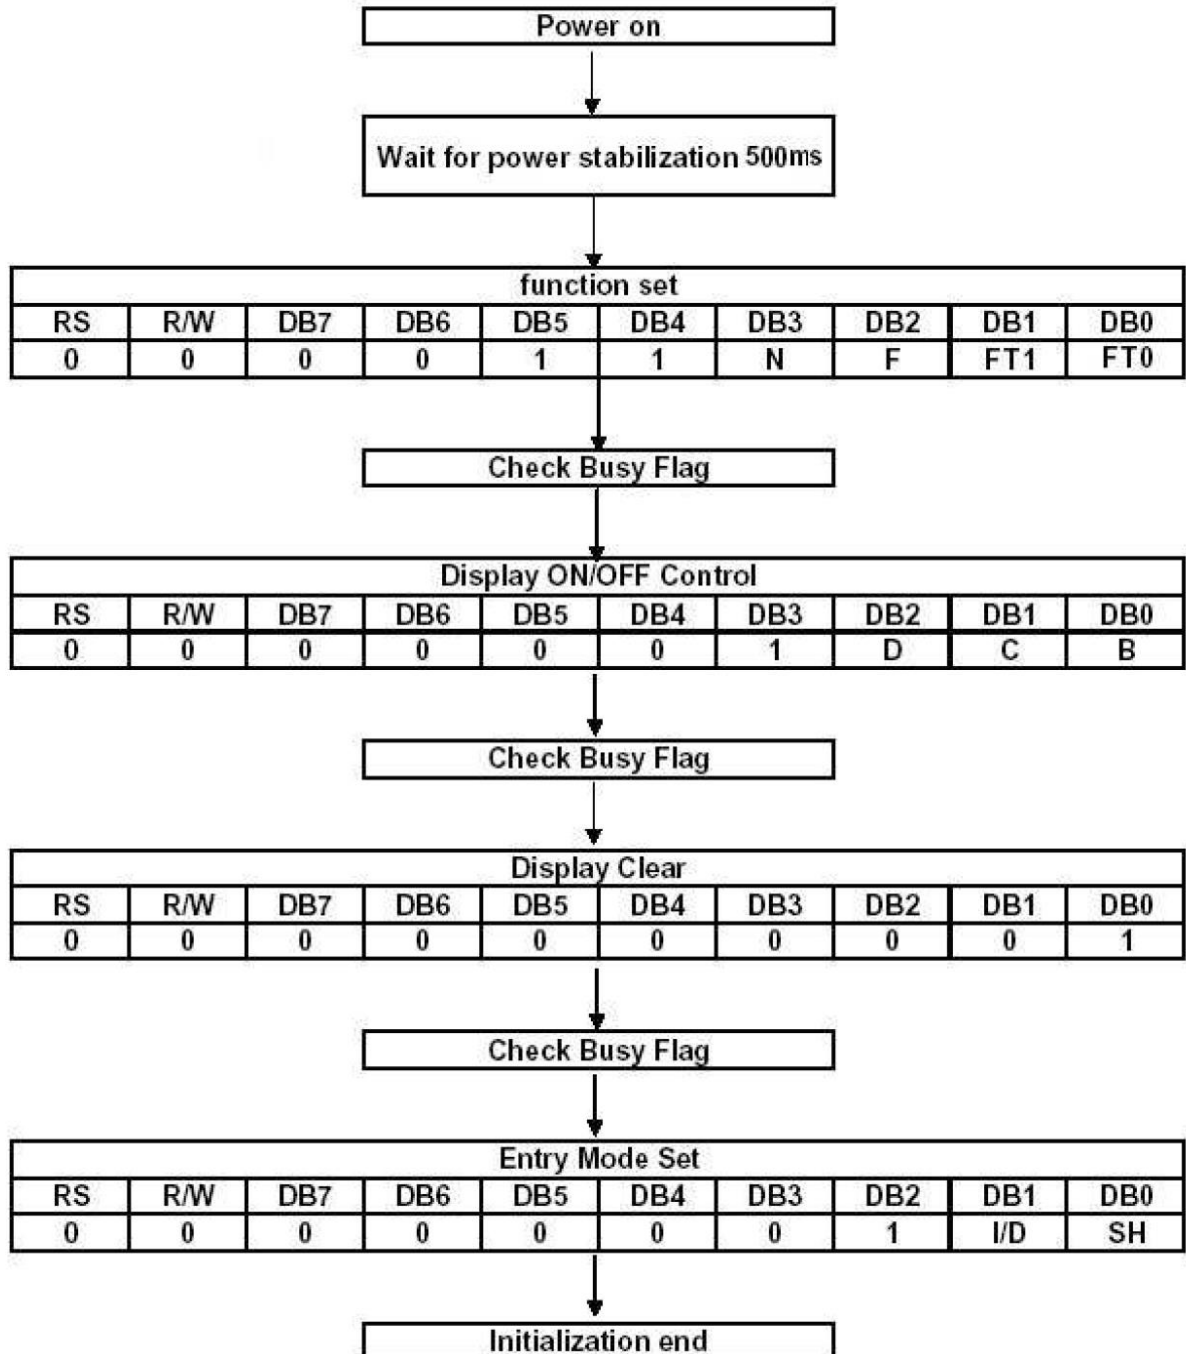 Power on
Wait for power stabilization 500ms
function set
RS R/W DB7 DB6 DB5 DB4 DB3 DB2 DB1 DB0
0 0 0 0 1 1 N F FT1 FT0
Check Busy Flag
Display ON/OFF Control
RS R/W DB7 DB6 DB5 DB4 DB3 DB2 DB1 DB0
0 0 0 0 0 0 1 D C B
Check Busy Flag
Display Clear
RS R/W DB7 DB6 DB5 DB4 DB3 DB2 DB1 DB0
0 0 0 0 0 0 0 0 0 1
Check Busy Flag
Entry Mode Set
RS R/W DB7 DB6 DB5 DB4 DB3 DB2 DB1 DB0
0 0 0 0 0 0 0 1 I/D SH
Initialization end